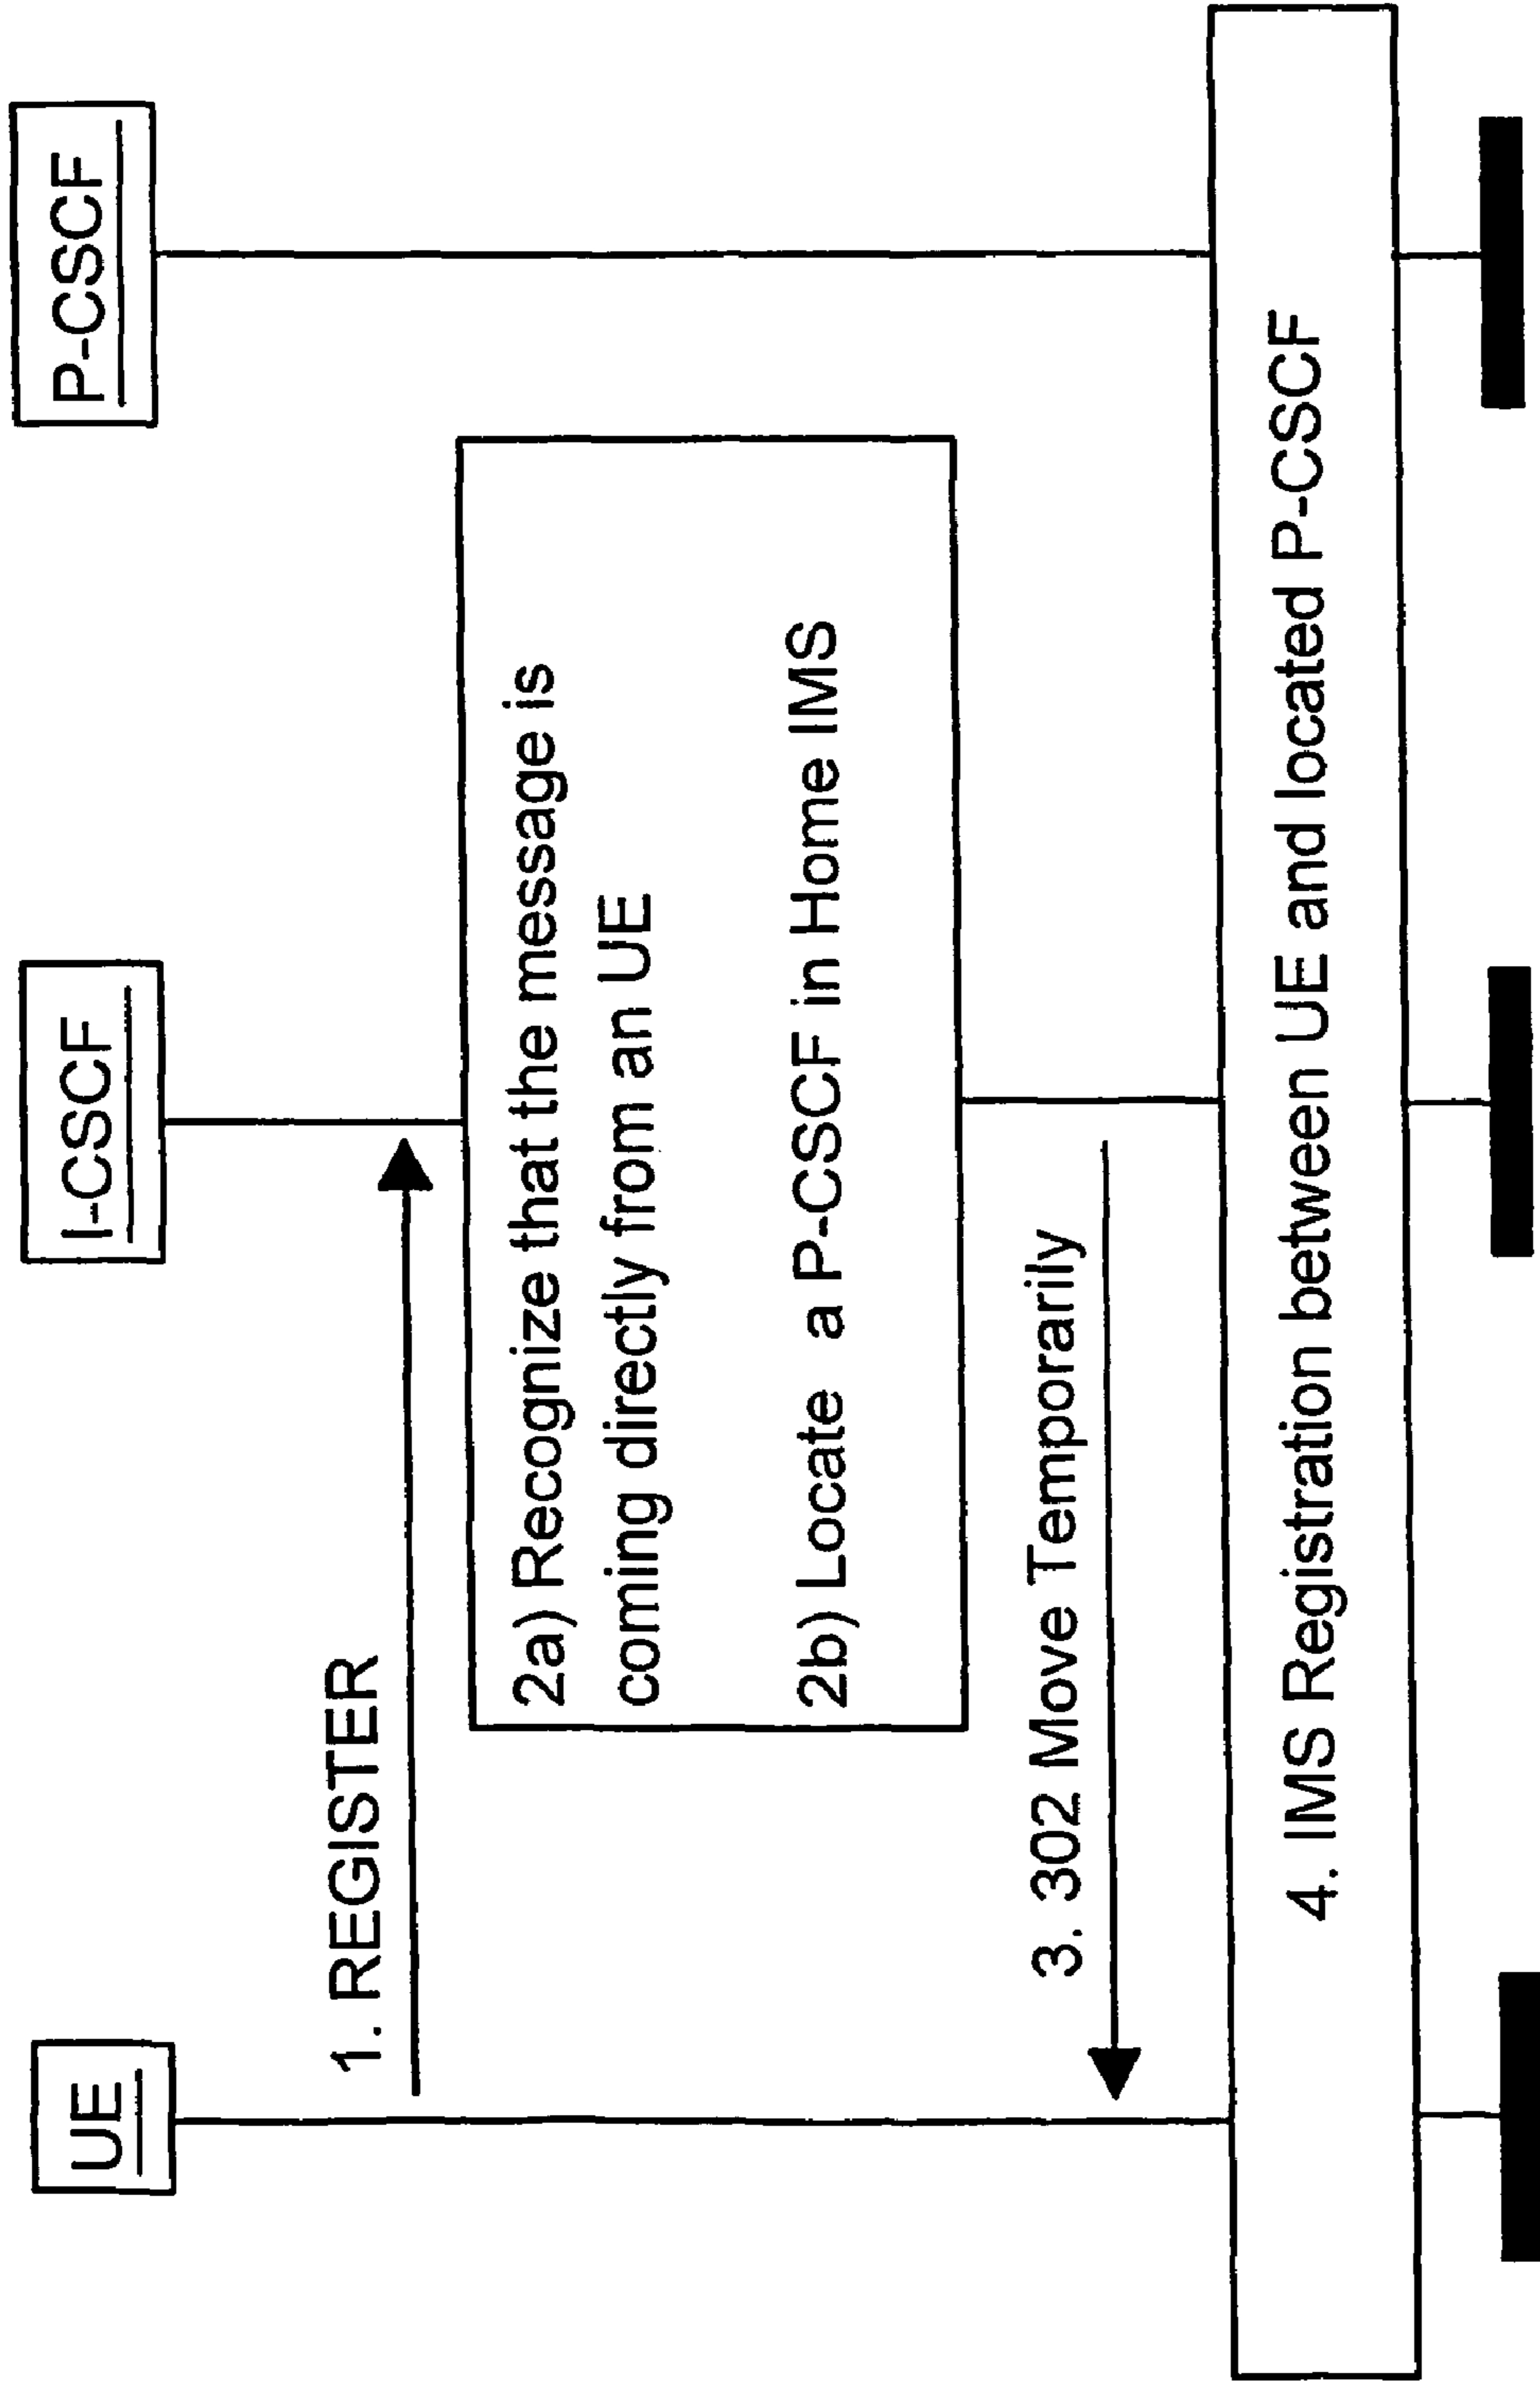 UE
I-CSCF
P-CSCF
1. REGISTER
2a) Recognize that the message is
coming directly from an UE
2b) Locate a P-CSCF in Home IMS
3. 302 Move Temporarily
4. IMS Registration between UE and located P-CSCF